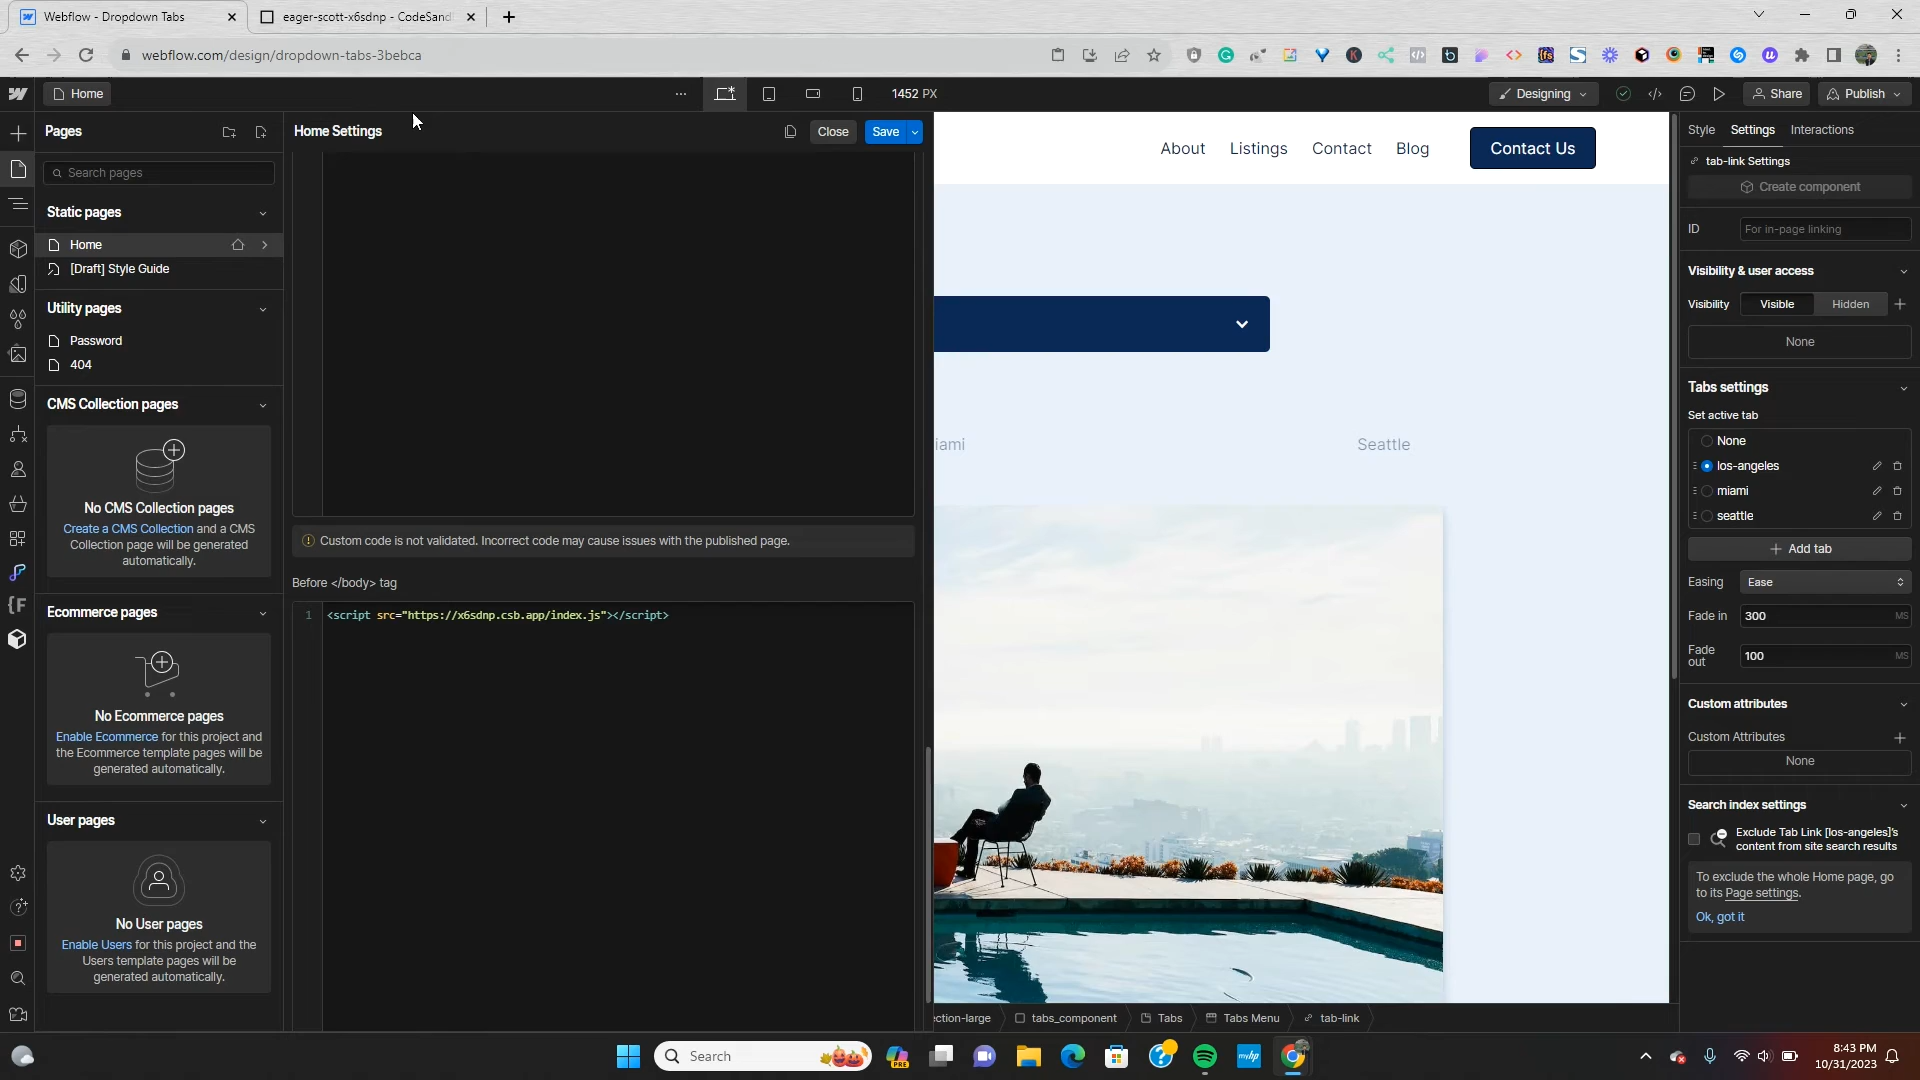 Webflow - Dropdown Tabs
eager-scott-x6sdnp - CodeSand
webflow.com/design/dropdown-tabs-3bebca
Home
1452 PX
Designing
Share
Publish
Pages
Search pages
Static pages
Home
[Draft] Style Guide
Utility pages
Password
404
CMS Collection pages
No CMS Collection pages
Create a CMS Collection and a CMS
Collection page will be generated
automatically.
Ecommerce pages
No Ecommerce pages
Enable Ecommerce for this project and
the Ecommerce template pages will be
generated automatically.
User pages
No User pages
Enable Users for this project and the
Users template pages will be
generated automatically.
Home Settings
Close
Save
Custom code is not validated. Incorrect code may cause issues with the published page.
Before </body> tag
1 <script src="https://x6sdnp.csb.app/index.js"></script>
About
Listings
Contact
Blog
Contact Us
iami
Seattle
ection-large
tabs_component
Tabs
Tabs Menu
tab-link
Style
Settings
Interactions
tab-link Settings
Create component
ID
For in-page linking
Visibility & user access
Visibility
Visible
Hidden
None
Tabs settings
Set active tab
None
los-angeles
miami
seattle
Add tab
Easing
Ease
Fade in
300
MS
Fade
out
100
MS
Custom attributes
Custom Attributes
None
Search index settings
Exclude Tab Link [los-angeles]'s
content from site search results
To exclude the whole Home page, go
to its Page settings.
Ok, got it
Search
PRE
myhp
8:43 PM
10/31/2023